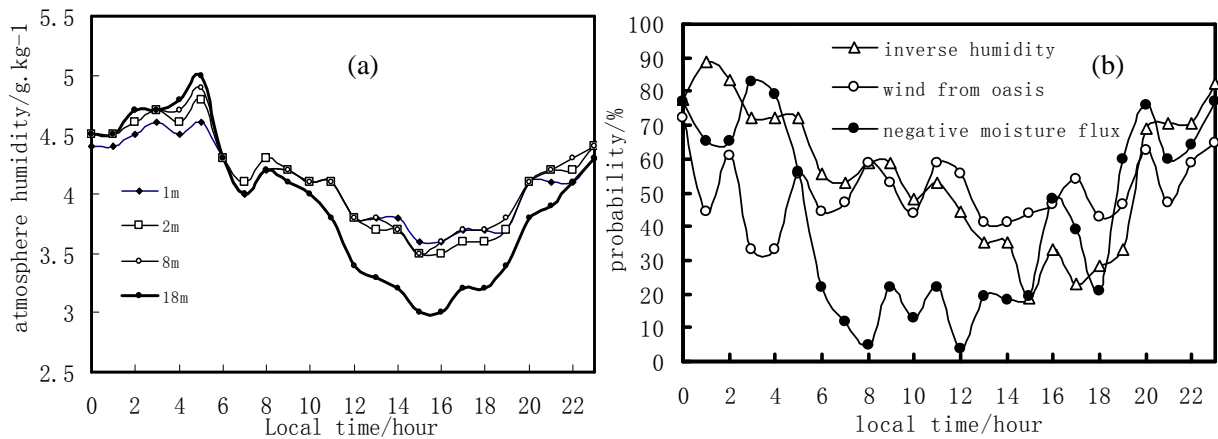 5.5
5
4.5
4
3.5
3
2.5
atmosphere humidity/g.kg-1
(a)
1m
2m
8m
18m
0 2 4 6 8 10 12 14 16 18 20 22
Local time/hour
100
90
80
70
60
50
40
30
20
10
0
probability/%
inverse humidity
(b)
wind from oasis
negative moisture flux
0 2 4 6 8 10 12 14 16 18 20 22
local time/hour